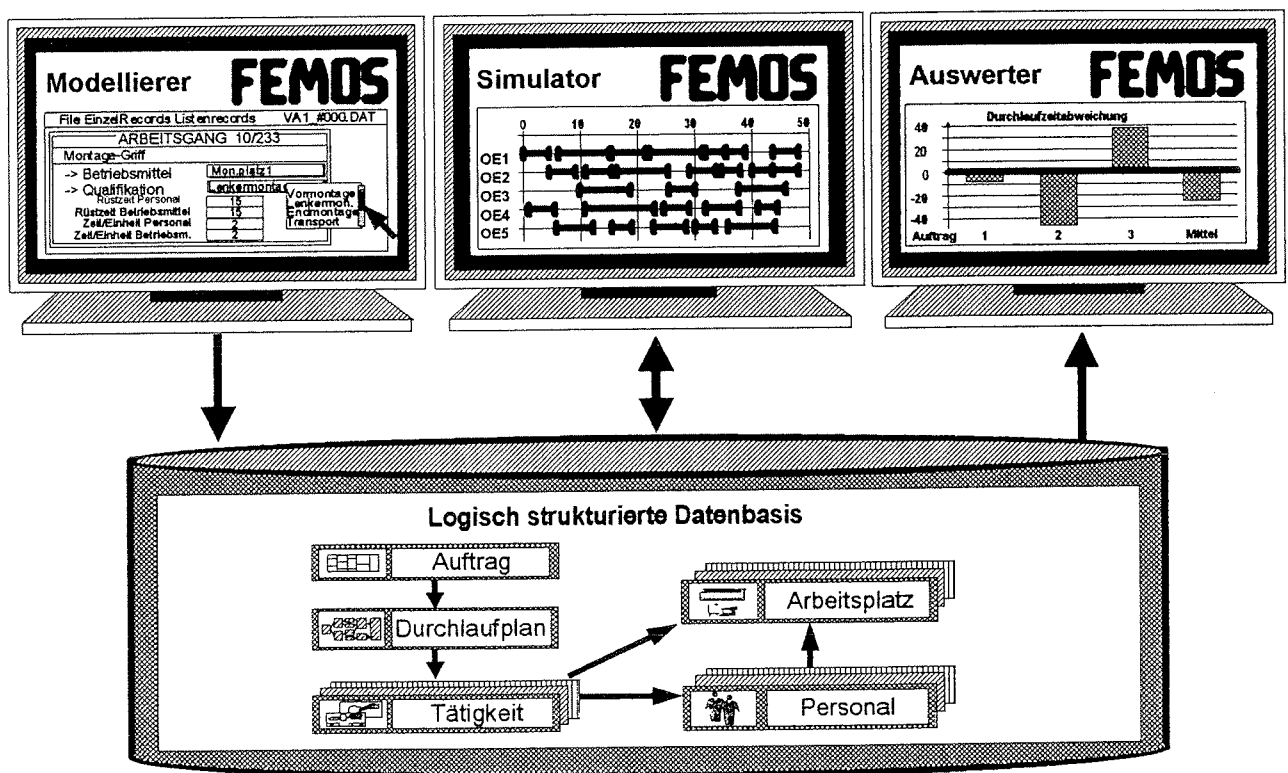 Modellierer FEMOS
File EinzelRecords Listenrecords VA1_#000.DAT
ARBEITSGANG 10/233
Montage-Griff
-> Betriebsmittel Mon.platz1
-> Qualifikation Lenkermontag
Rüstzeit Personal 15
Rüstzeit Betriebsmittel 15
Zeit/Einheit Personal 2
Zeit/Einheit Betriebsm. 2
Vormontage
Lenkermon.
Endmontage
Transport
Simulator FEMOS
0 10 20 30 40 50
OE1
OE2
OE3
OE4
OE5
Auswerter FEMOS
Durchlaufzeitabweichung
40
20
0
-20
-40
Auftrag 1 2 3 Mittel
Logisch strukturierte Datenbasis
Auftrag
Durchlaufplan
Tätigkeit
Arbeitsplatz
Personal